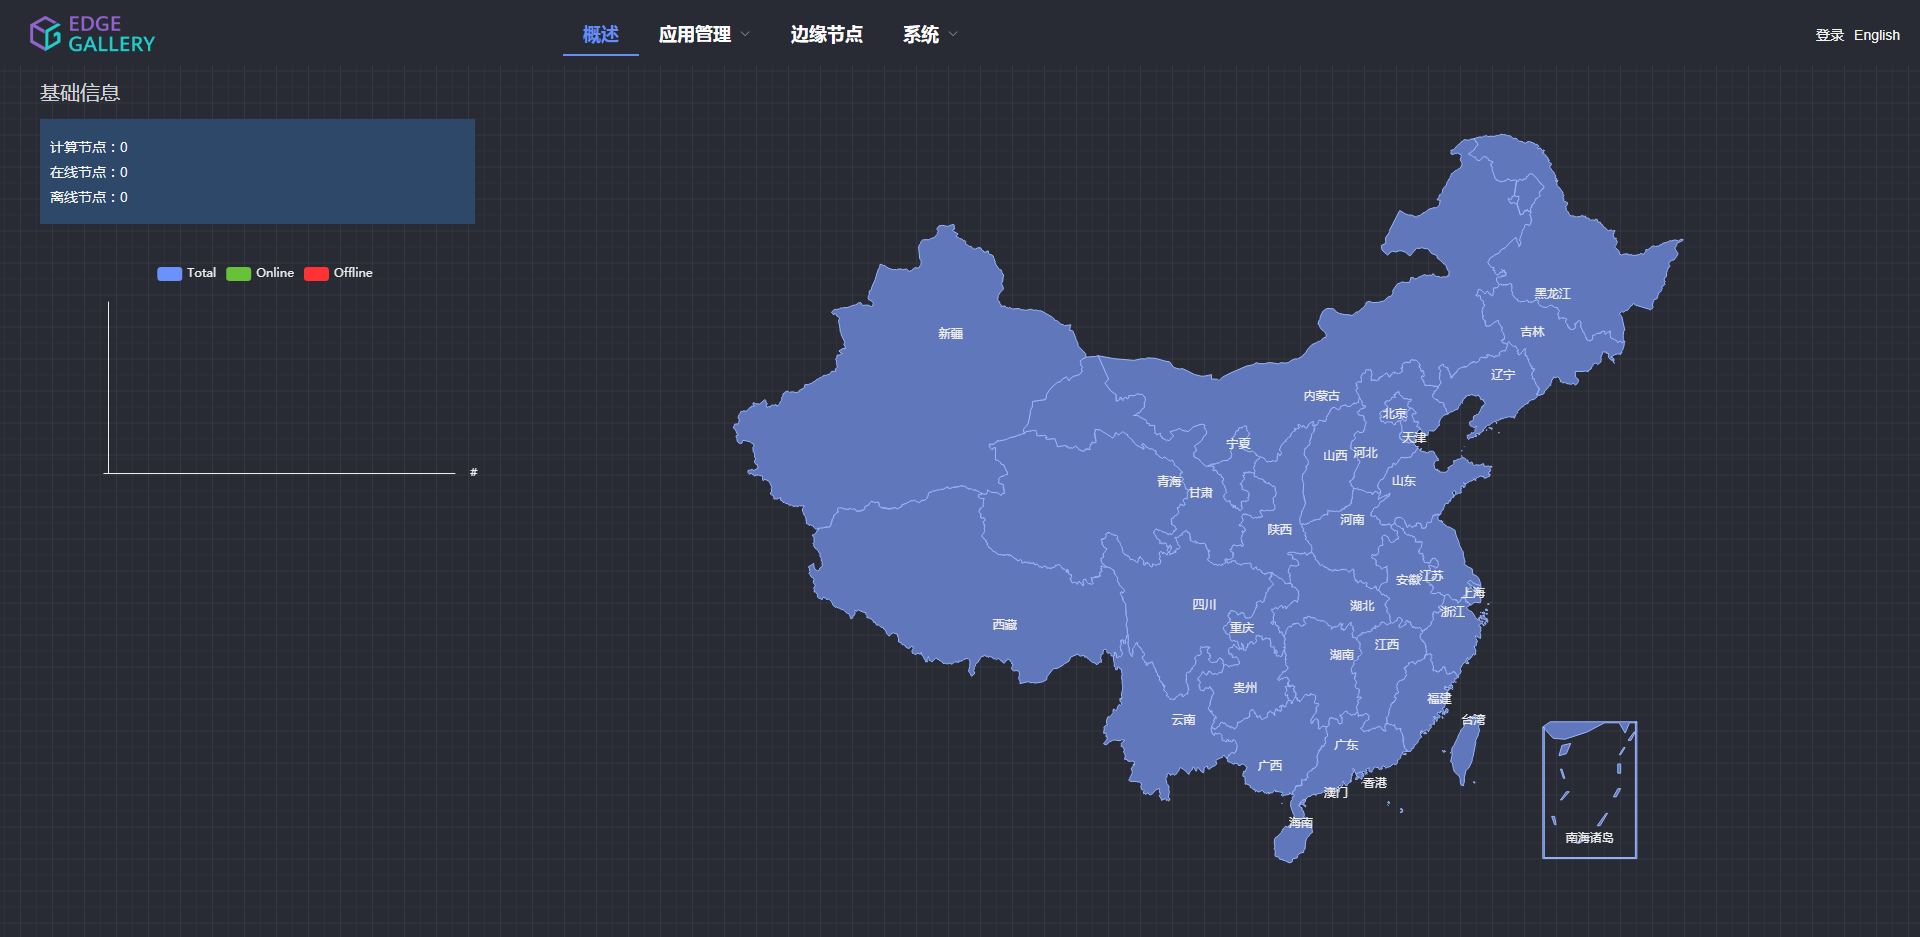 EDGE
GALLERY
概述
应用管理
边缘节点
系统
登录
English
基础信息
计算节点：0
在线节点：0
离线节点：0
Total
Online
Offline
#
黑龙江
吉林
新疆
辽宁
内蒙古
北京
天津
宁夏
山西
河北
青海
甘肃
山东
河南
陕西
安徽
江苏
上海
四川
湖北
浙江
西藏
重庆
湖南
江西
贵州
福建
云南
台湾
广东
广西
香港
澳门
海南
南海诸岛